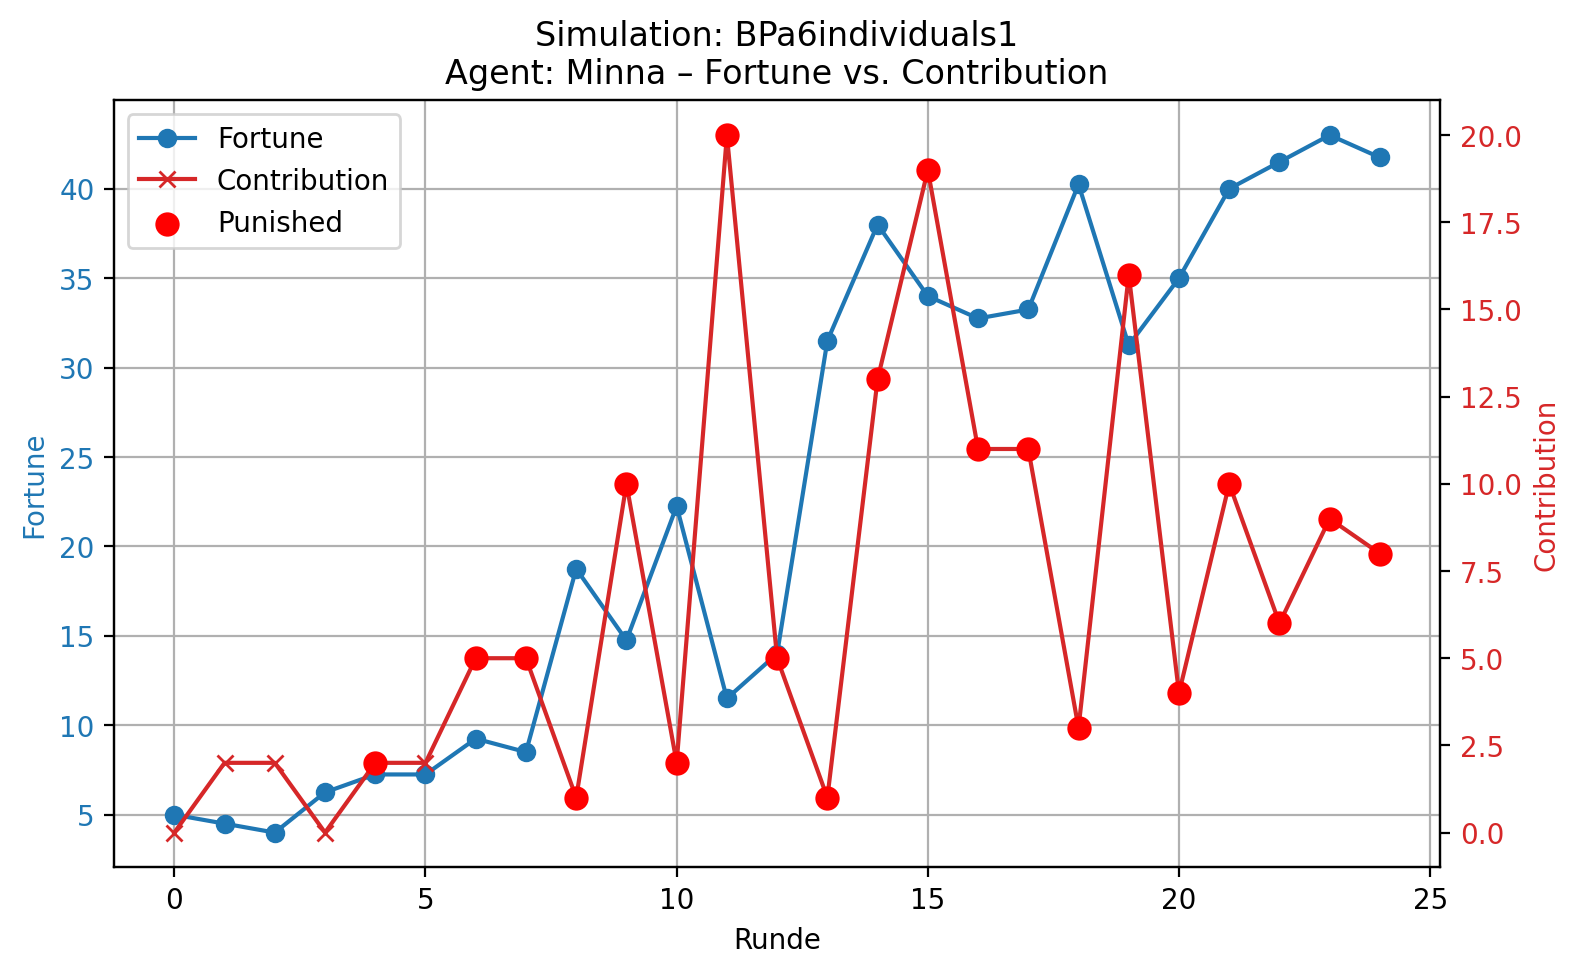 Simulation: BPa6individuals1
Agent: Minna – Fortune vs. Contribution
Fortune
Contribution
Punished
40
35
30
25
20
15
10
5
Fortune
20.0
17.5
15.0
12.5
10.0
7.5
5.0
2.5
0.0
Contribution
0 5 10 15 20 25
Runde